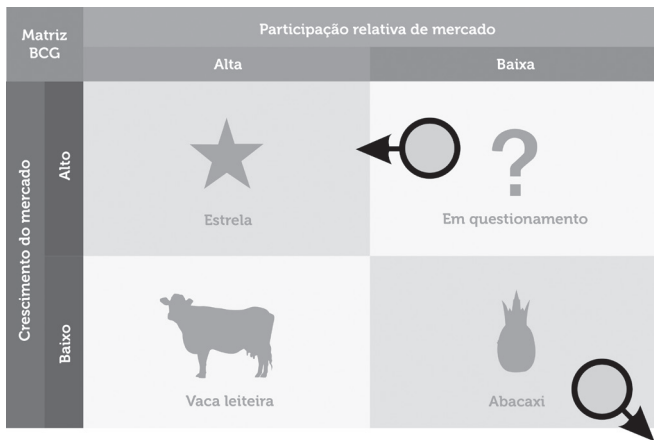 Matriz
BCG
Participação relativa de mercado
Alta
Baixa
Crescimento do mercado
Alto
Estrela
?
Em questionamento
Baixo
Vaca leiteira
Abacaxi